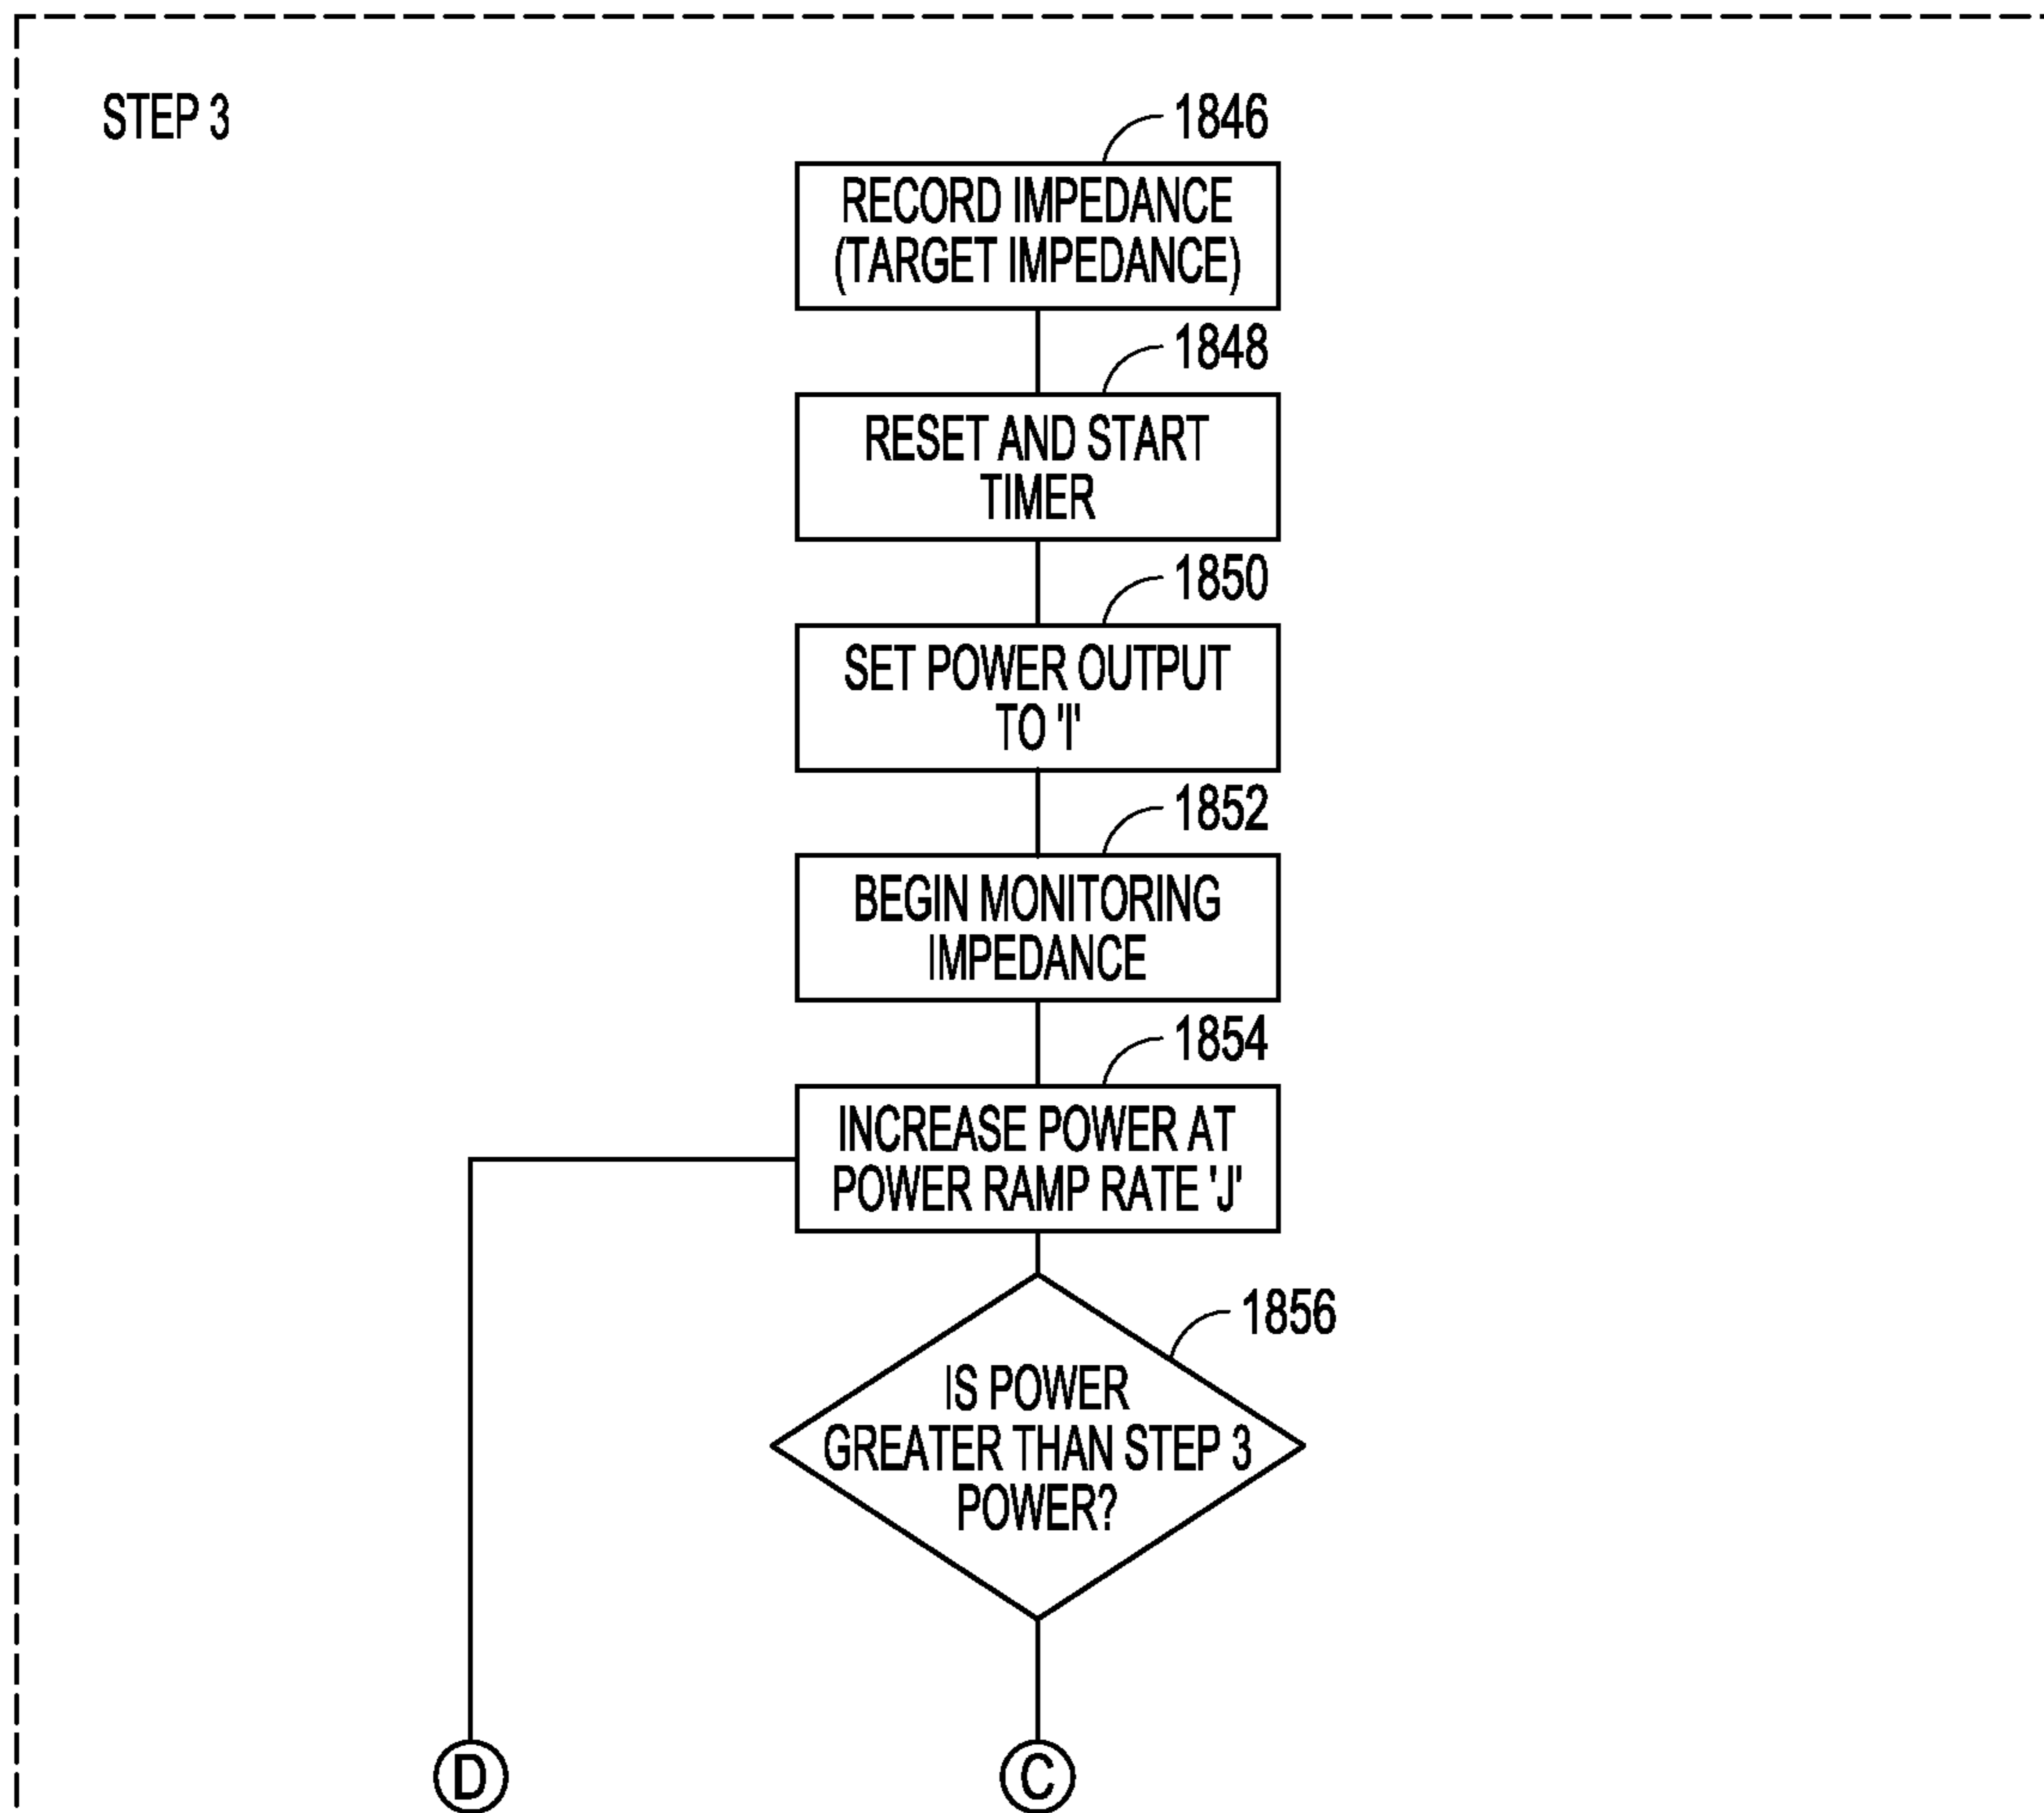 STEP 3
1846
RECORD IMPEDANCE
(TARGET IMPEDANCE)
1848
RESET AND START
TIMER
1850
SET POWER OUTPUT
TO 'I'
1852
BEGIN MONITORING
IMPEDANCE
1854
INCREASE POWER AT
POWER RAMP RATE 'J'
1856
IS POWER
GREATER THAN STEP 3
POWER?
D
C